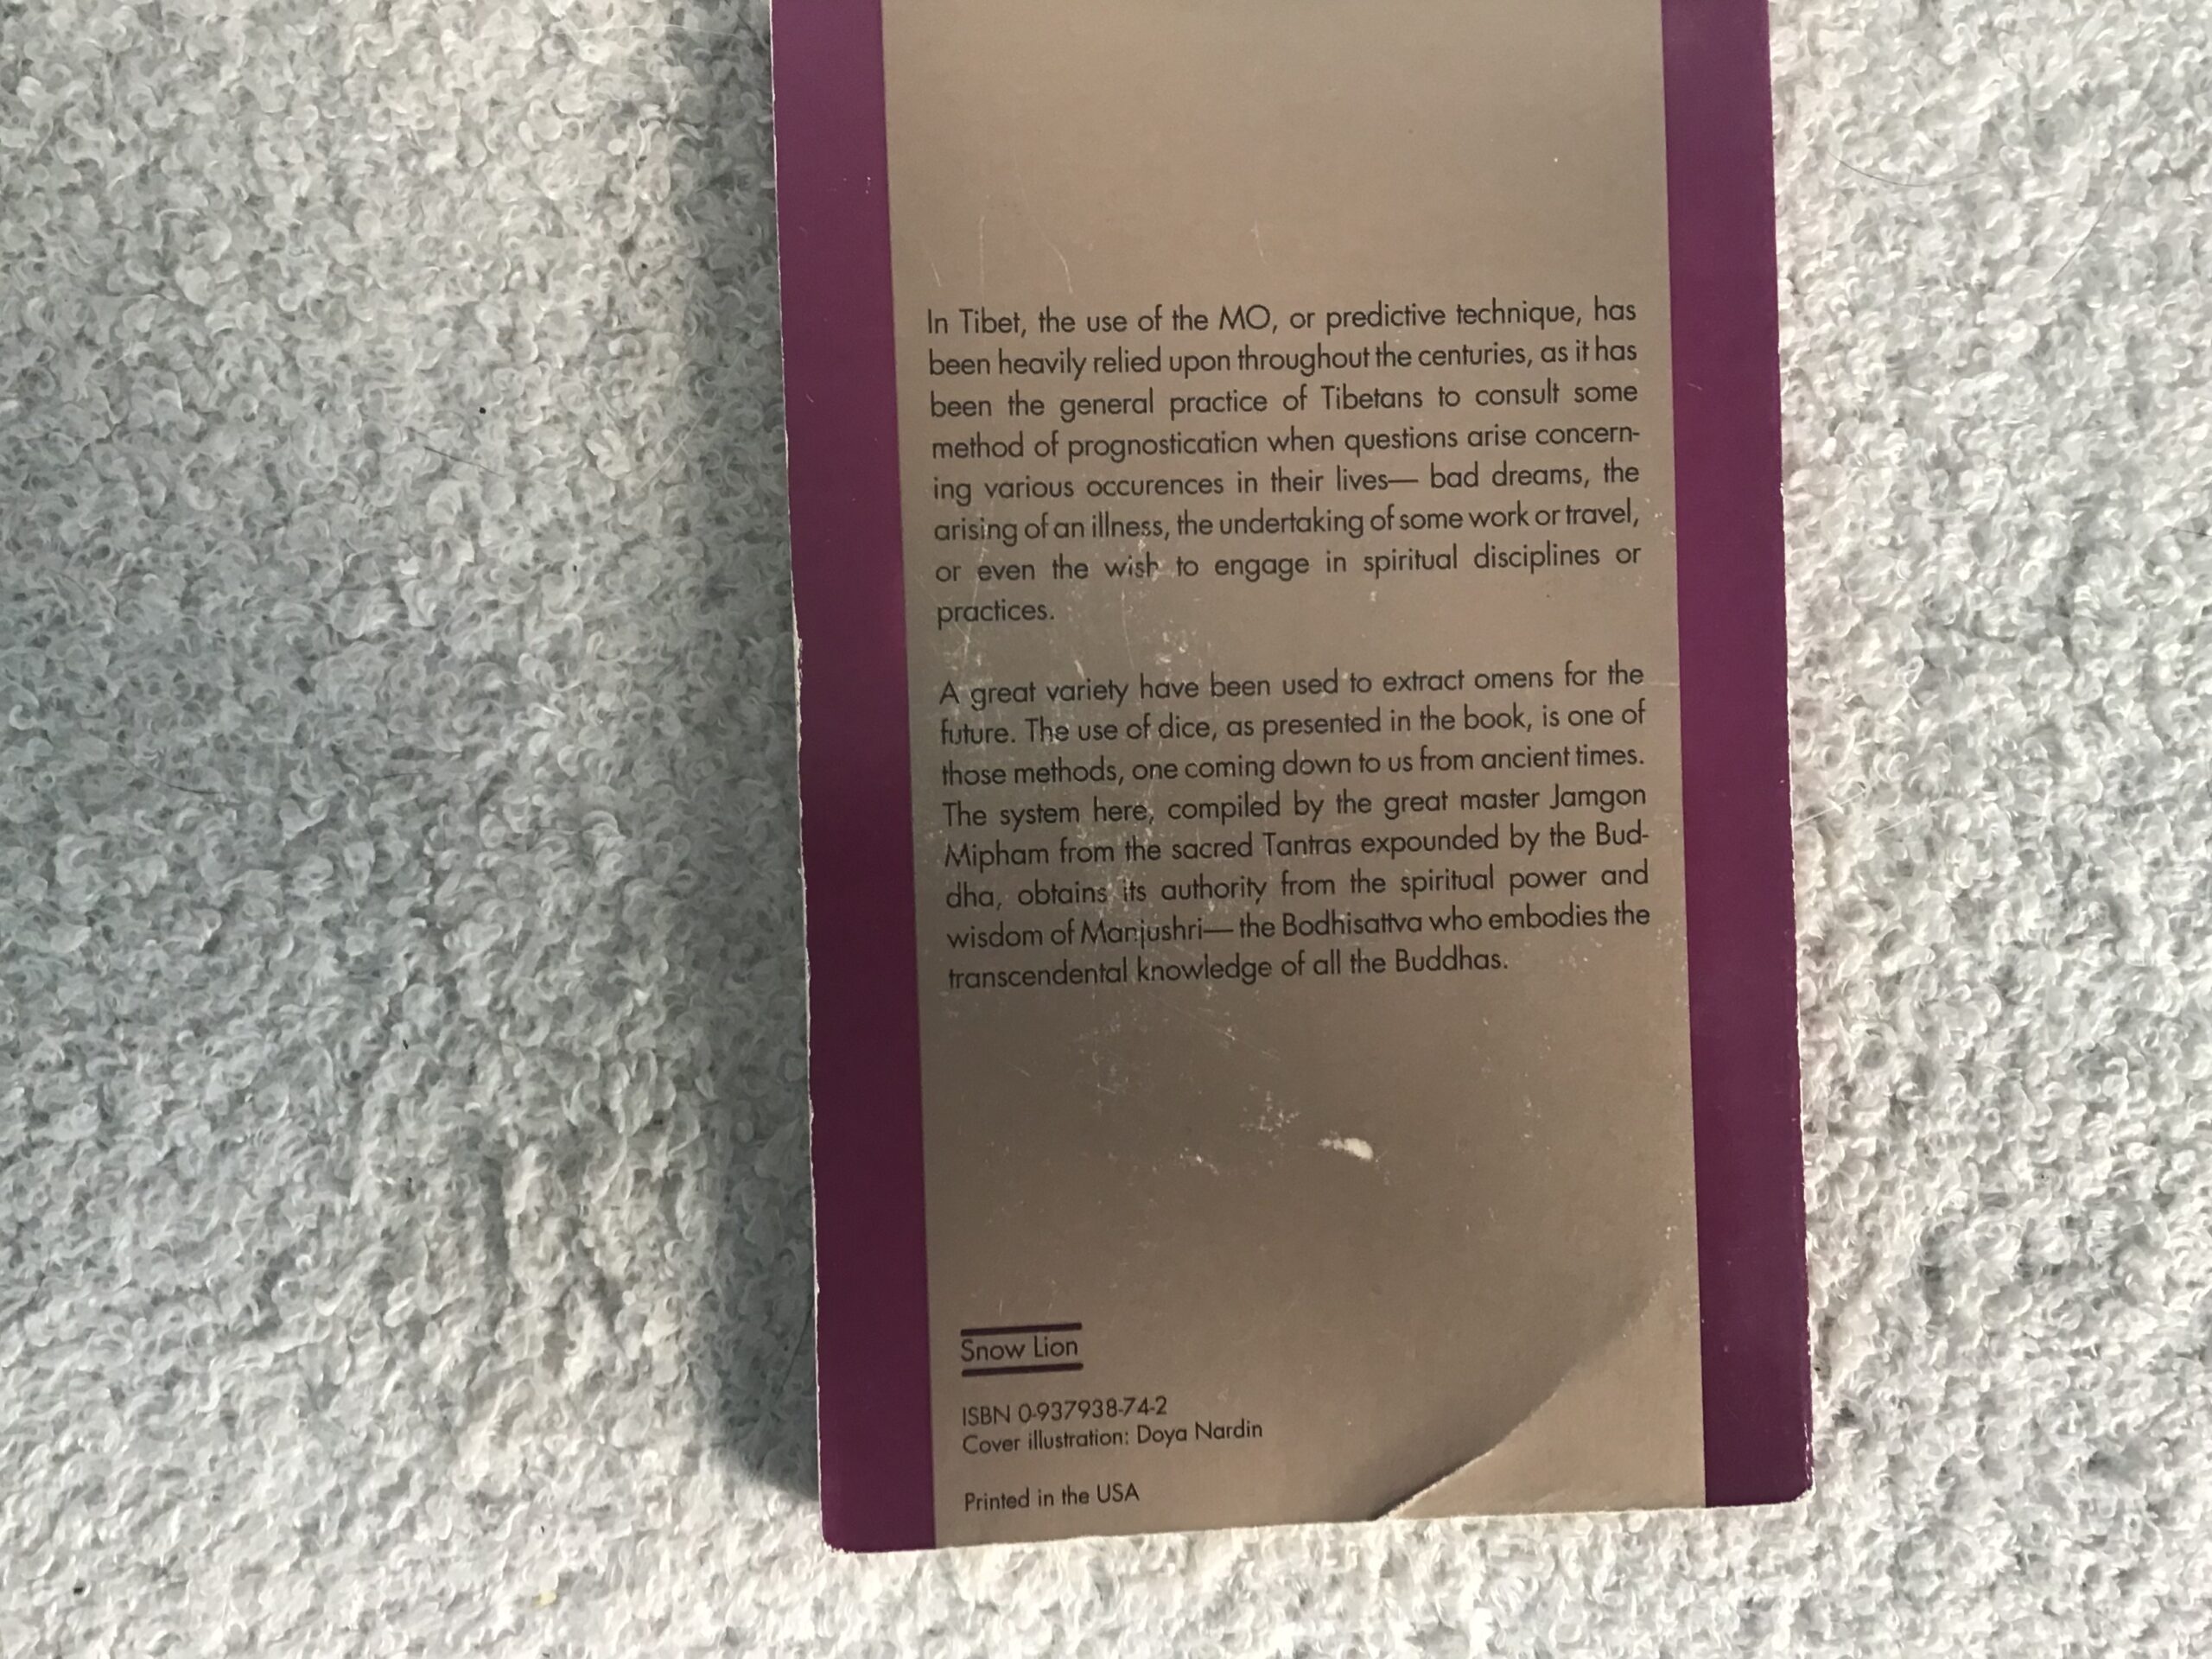 In Tibet, the use of the MO, or predictive technique, has
been heavily relied upon throughout the centuries, as it has
been the general practice of Tibetans to consult some
method of prognostication when questions arise concern-
ing various occurences in their lives— bad dreams, the
arising of an illness, the undertaking of some work or travel,
or even the wish to engage in spiritual disciplines or
practices.
A great variety have been used to extract omens for the
future. The use of dice, as presented in the book, is one of
those methods, one coming down to us from ancient times.
The system here, compiled by the great master Jamgon
Mipham from the sacred Tantras expounded by the Bud-
dha, obtains its authority from the spiritual power and
wisdom of Manjushri— the Bodhisattva who embodies the
transcendental knowledge of all the Buddhas.
Snow Lion
ISBN 0-937938-74-2
Cover illustration: Doya Nardin
Printed in the USA